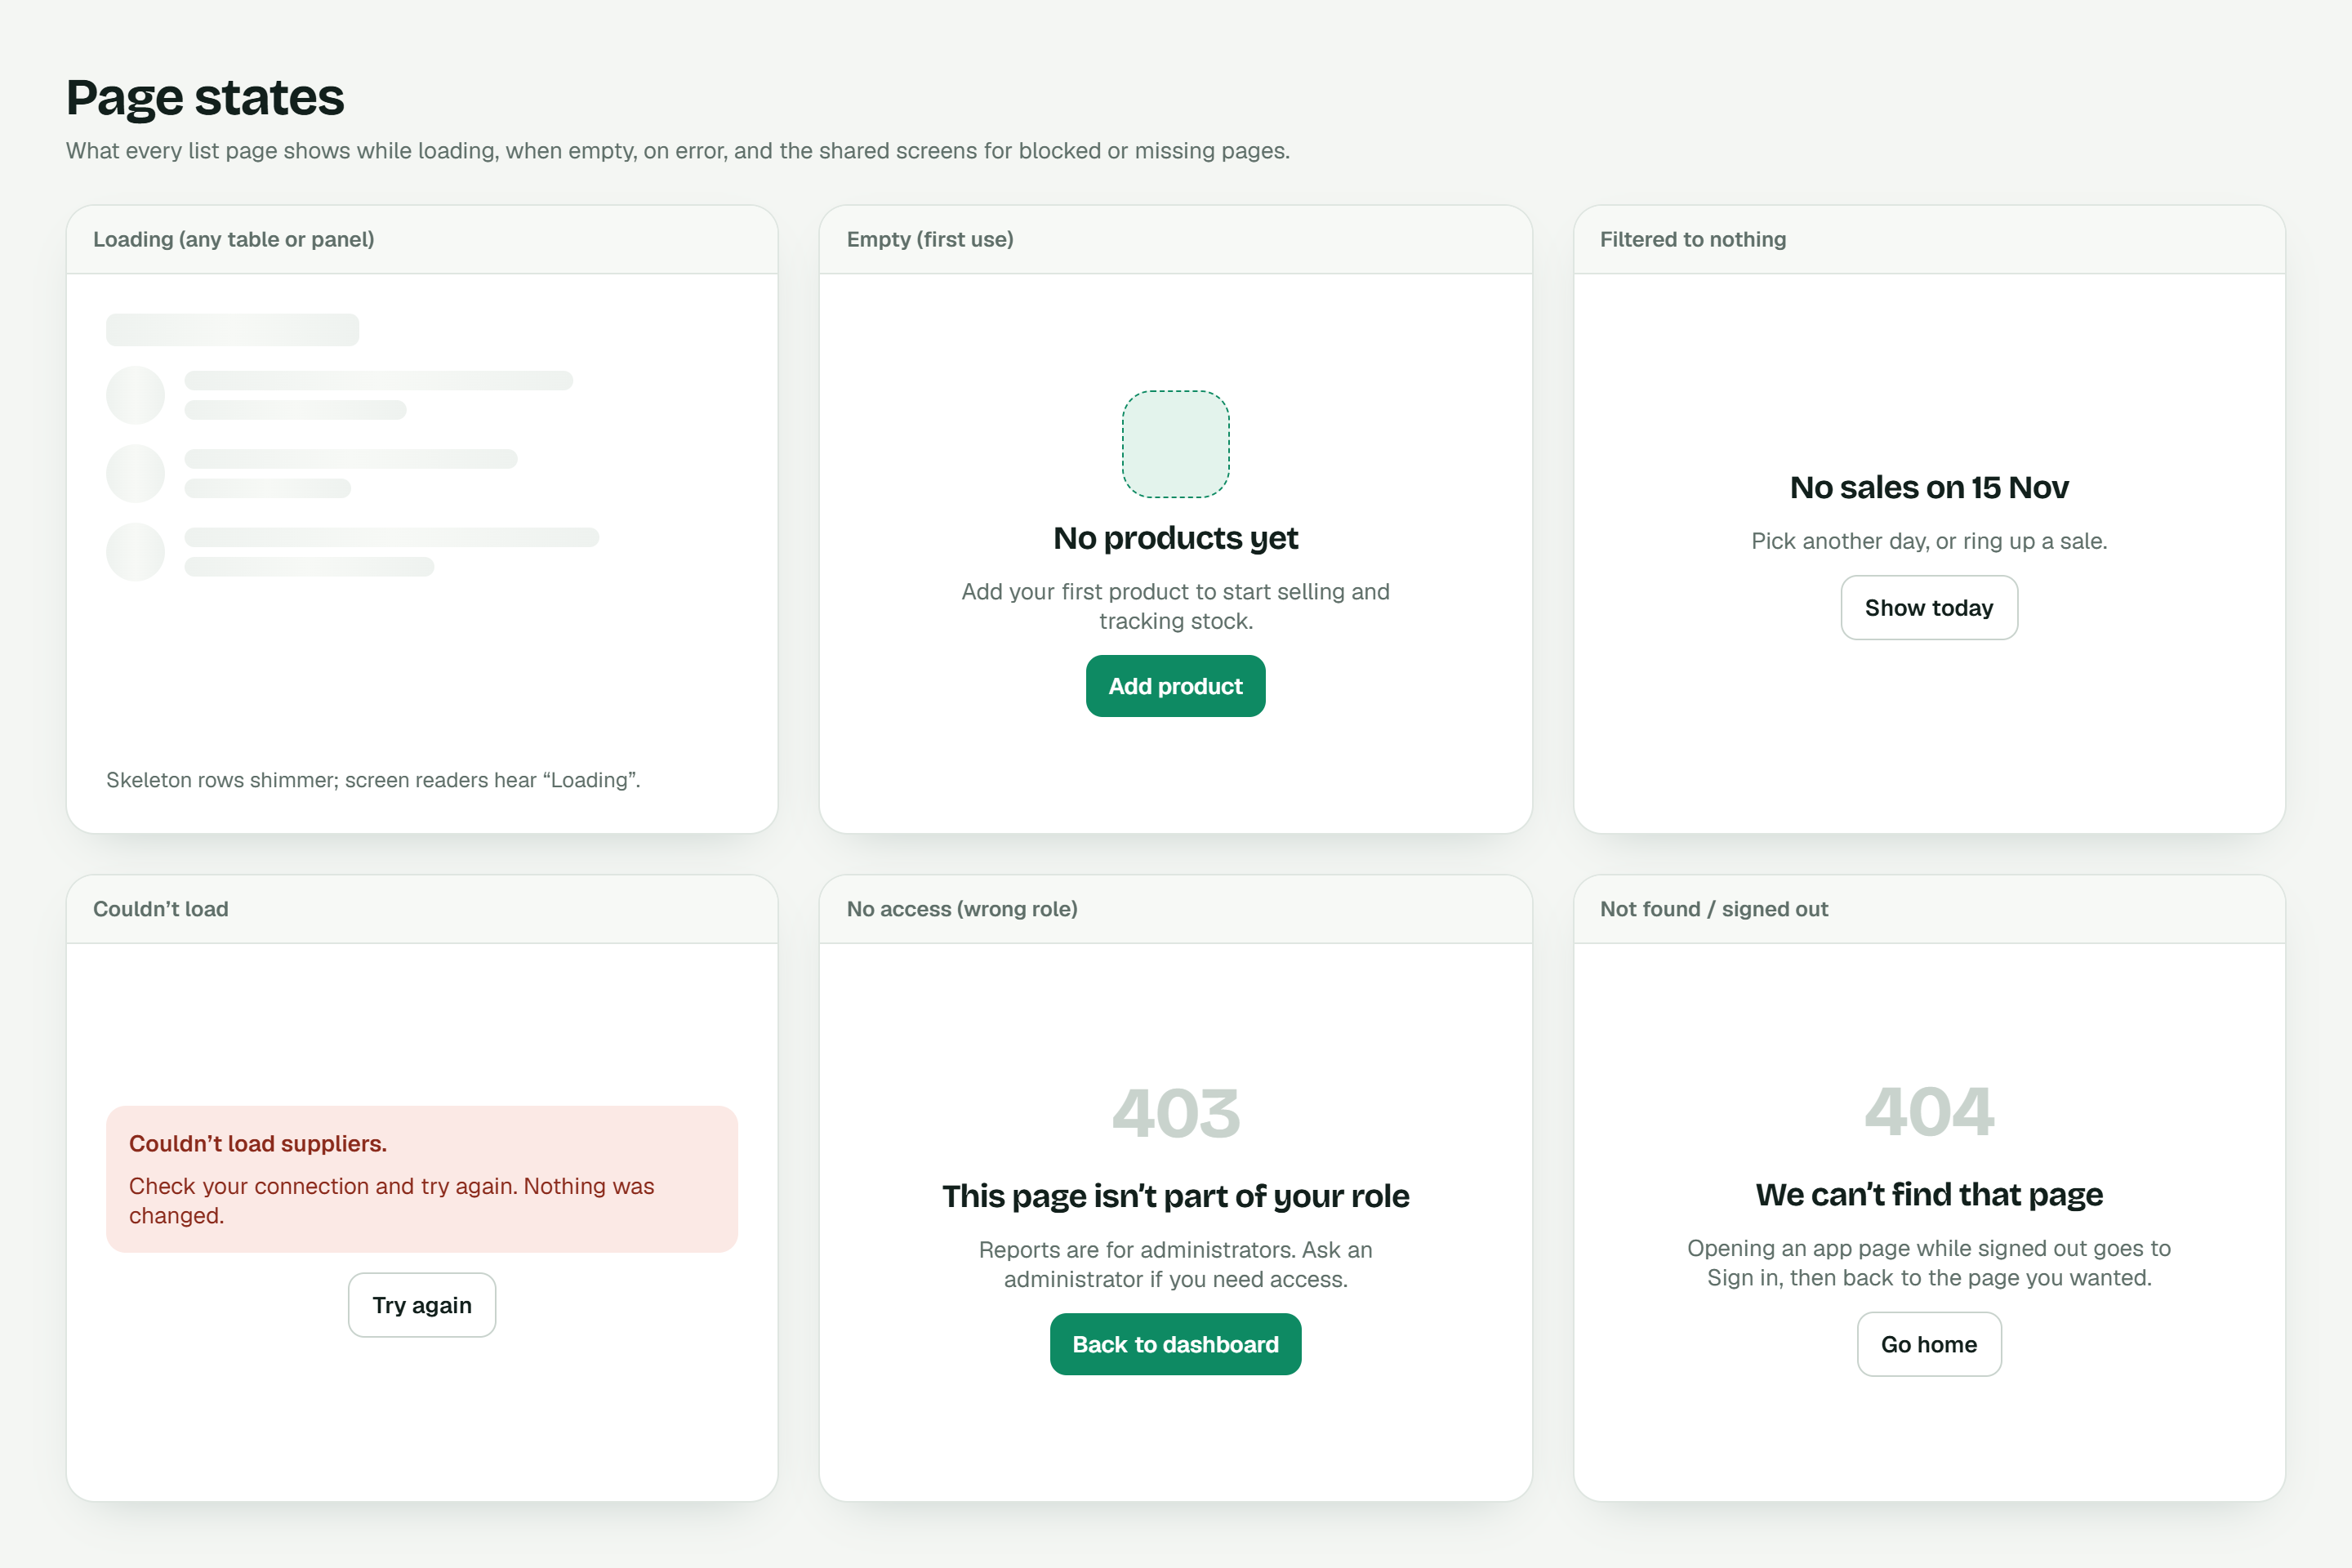 Page states
What every list page shows while loading, when empty, on error, and the shared screens for blocked or missing pages.
Loading (any table or panel)
Skeleton rows shimmer; screen readers hear “Loading”.
Empty (first use)
No products yet
Add your first product to start selling and
tracking stock.
Add product
Filtered to nothing
No sales on 15 Nov
Pick another day, or ring up a sale.
Show today
Couldn’t load
Couldn’t load suppliers.
Check your connection and try again. Nothing was
changed.
Try again
No access (wrong role)
403
This page isn’t part of your role
Reports are for administrators. Ask an
administrator if you need access.
Back to dashboard
Not found / signed out
404
We can’t find that page
Opening an app page while signed out goes to
Sign in, then back to the page you wanted.
Go home